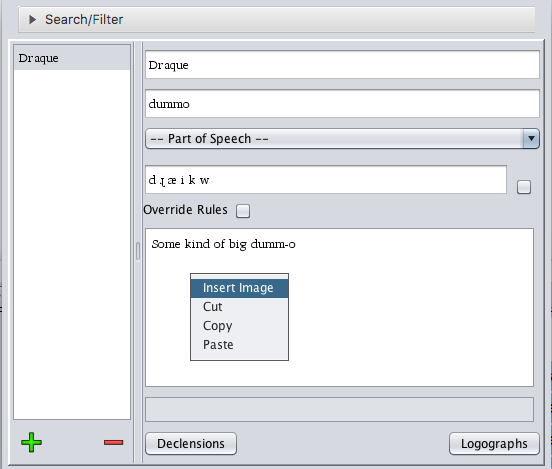 Search/Filter
Draque
Draque
dummo
-- Part of Speech --
d ɻ æ i k w
Override Rules
Some kind of big dumm-o
Insert Image
Cut
Copy
Paste
Declensions
Logographs